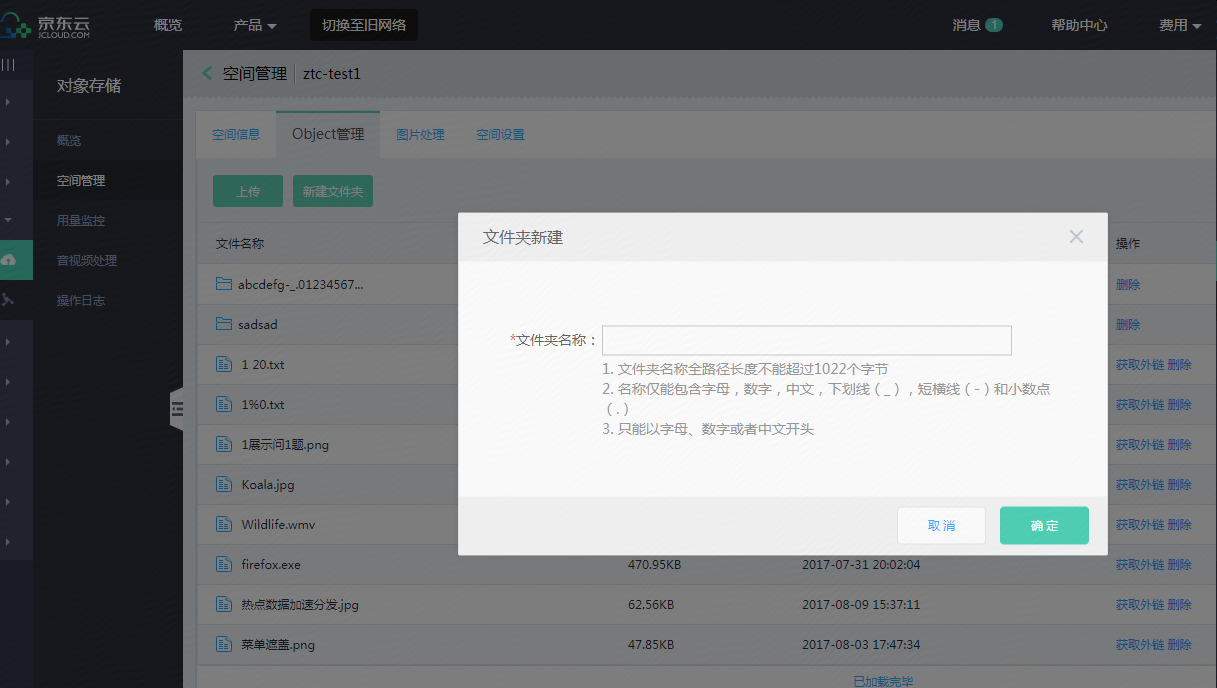 京东云
JCLOUD.COM
概览
产品
切换至旧网络
消息 1
帮助中心
费用
对象存储
概览
空间管理
用量监控
音视频处理
操作日志
空间管理 ztc-test1
空间信息
Object管理
图片处理
空间设置
上传
新建文件夹
文件名称
操作
abcdefg-_.01234567...
删除
sadsad
删除
1 20.txt
获取外链 删除
1%0.txt
获取外链 删除
1展示问1题.png
获取外链 删除
Koala.jpg
获取外链 删除
Wildlife.wmv
获取外链 删除
firefox.exe 470.95KB 2017-07-31 20:02:04 获取外链 删除
热点数据加速分发.jpg 62.56KB 2017-08-09 15:37:11 获取外链 删除
菜单遮盖.png 47.85KB 2017-08-03 17:47:34 获取外链 删除
已加载完毕
文件夹新建
*文件夹名称：
1. 文件夹名称全路径长度不能超过1022个字节
2. 名称仅能包含字母，数字，中文，下划线（_），短横线（-）和小数点
（.）
3. 只能以字母、数字或者中文开头
取消
确定